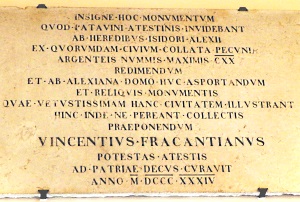 INSIGNE HOC MONVMENTVM
QVOD PATAVINI ATESTINIS INVIDEBANT
AB HEREDIBVS ISIDORI ALEXII
EX QVORVMDAM CIVIVM COLLATA PECVNIA
ARGENTEIS NVMMIS MAXIMIS CXX
REDIMENDVM
ET AB ALEXIANA DOMO HVC ASPORTANDVM
ET RELIQVIS MONVMENTIS
QVAE VETVSTISSIMAM HANC CIVITATEM ILLVSTRANT
HINC INDE NE PEREANT COLLECTIS
PRAEPONENDVM
VINCENTIVS FRACANTIANVS
POTESTAS ATESTIS
AD PATRIAE DECVS CVRAVIT
ANNO M DCCC XXXIV